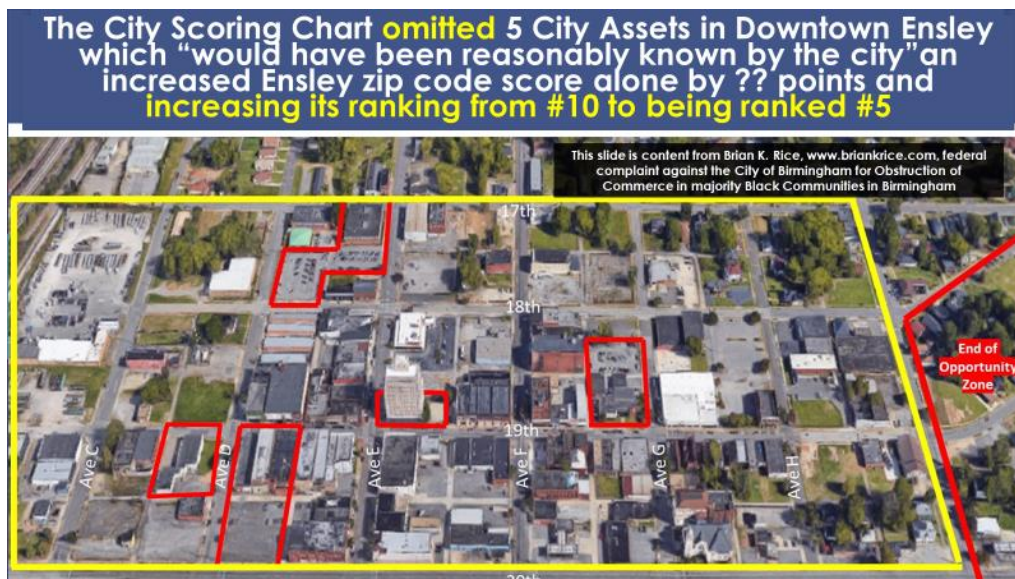 The City Scoring Chart omitted 5 City Assets in Downtown Ensley
which “would have been reasonably known by the city”an
increased Ensley zip code score alone by ?? points and
increasing its ranking from #10 to being ranked #5
This slide is content from Brian K. Rice, www.briankrice.com, federal
complaint against the City of Birmingham for Obstruction of
Commerce in majority Black Communities in Birmingham
17th
18th
End of
Opportunity
Zone
19th
Ave C
Ave D
Ave E
Ave F
Ave G
Ave H
20th